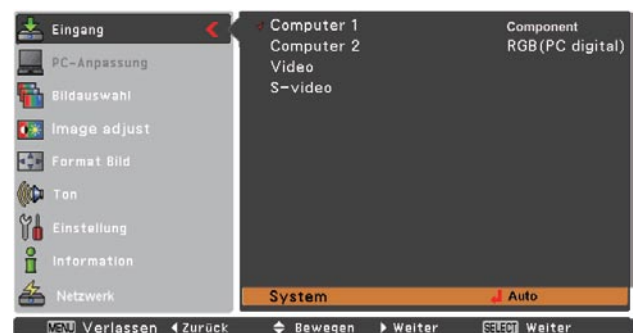 Eingang
PC-Anpassung
Bildauswahl
Image adjust
Format Bild
Ton
Einstellung
Information
Netzwerk
Computer 1 Component
Computer 2 RGB(PC digital)
Video
S-video
System Auto
MENU Verlassen Zurück Bewegen Weiter SELECT Weiter